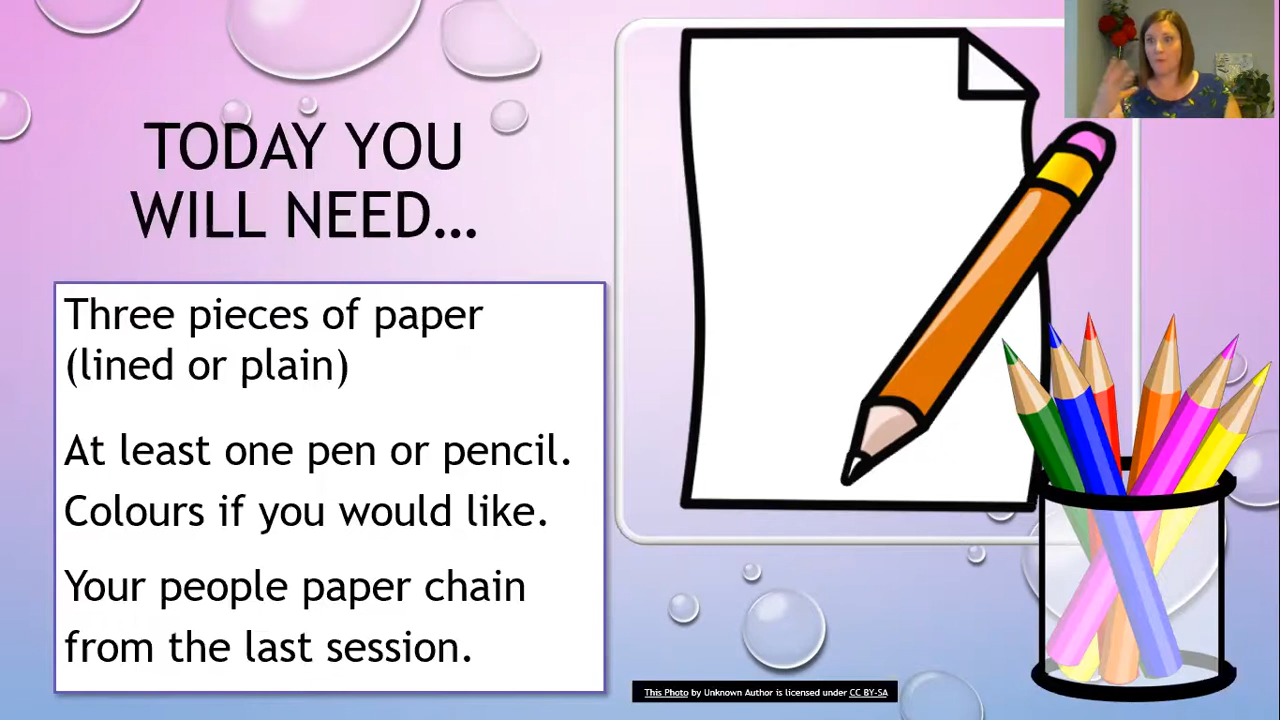 TODAY YOU
WILL NEED...
Three pieces of paper
(lined or plain)
At least one pen or pencil.
Colours if you would like.
Your people paper chain
from the last session.
This Photo by Unknown Author is licensed under CC BY-SA